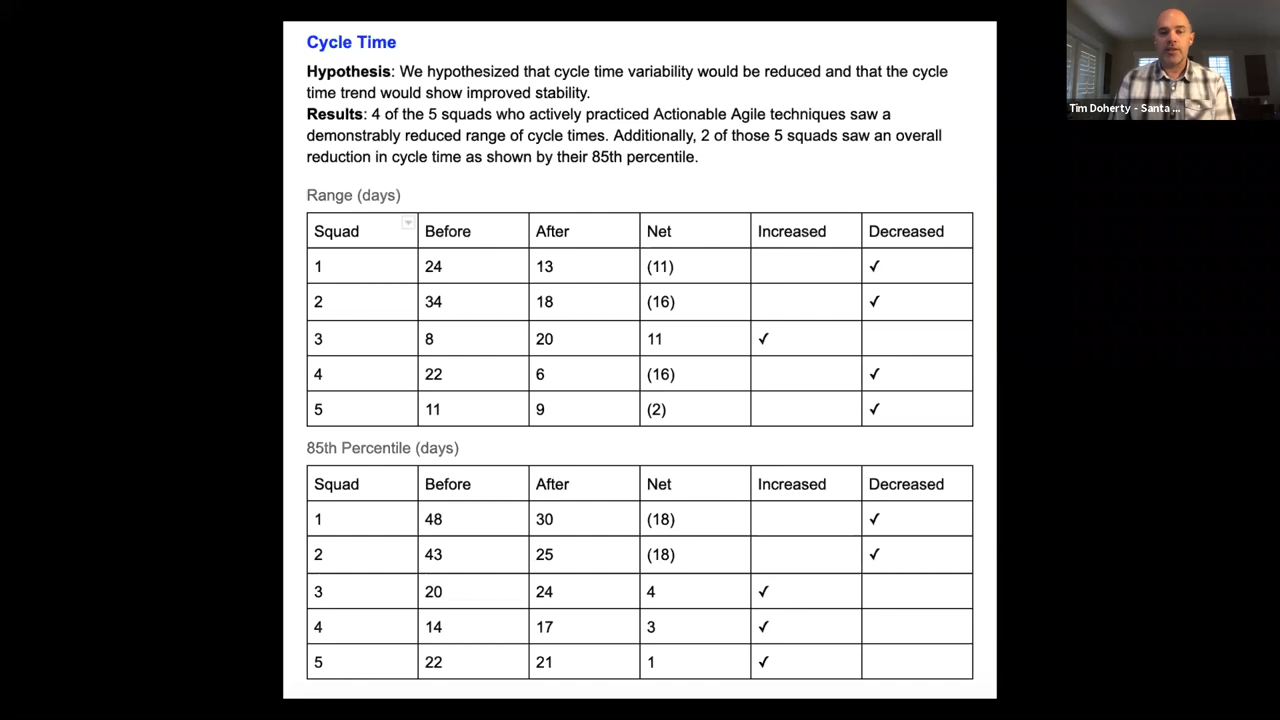 Cycle Time
Hypothesis: We hypothesized that cycle time variability would be reduced and that the cycle
time trend would show improved stability.
Results: 4 of the 5 squads who actively practiced Actionable Agile techniques saw a
demonstrably reduced range of cycle times. Additionally, 2 of those 5 squads saw an overall
reduction in cycle time as shown by their 85th percentile.
Range (days)
Squad Before After Net Increased Decreased
1 24 13 (11) ✓
2 34 18 (16) ✓
3 8 20 11 ✓
4 22 6 (16) ✓
5 11 9 (2) ✓
85th Percentile (days)
Squad Before After Net Increased Decreased
1 48 30 (18) ✓
2 43 25 (18) ✓
3 20 24 4 ✓
4 14 17 3 ✓
5 22 21 1 ✓
Tim Doherty - Santa ...